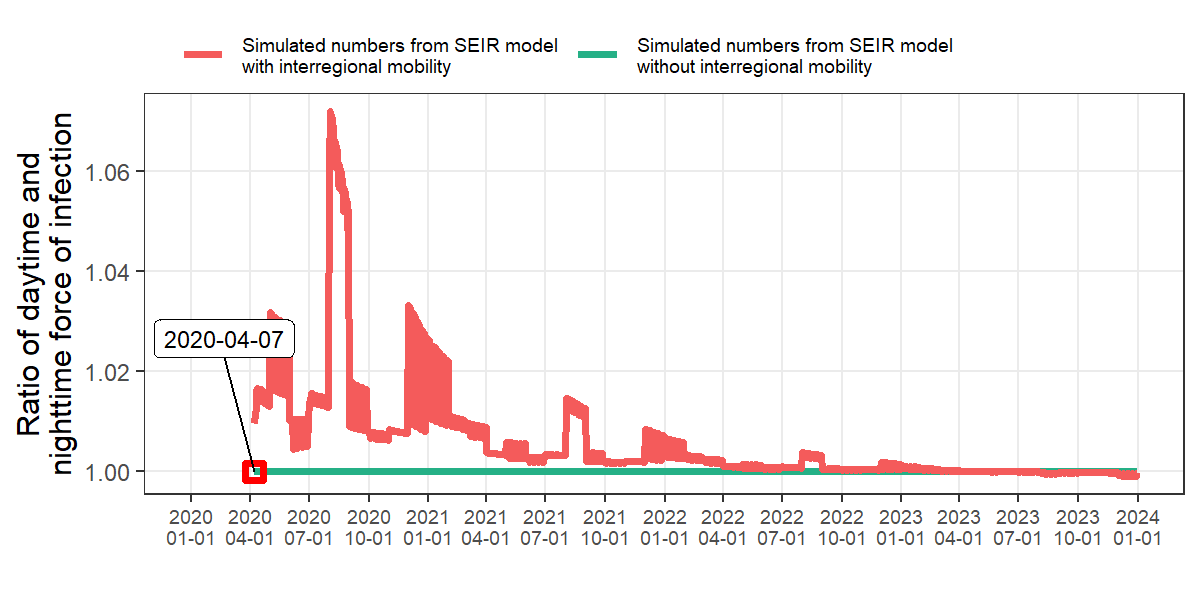 Simulated numbers from SEIR model
with interregional mobility
Simulated numbers from SEIR model
without interregional mobility
Ratio of daytime and
nighttime force of infection
1.06
1.04
1.02
1.00
2020-04-07
2020 2020 2020 2020 2021 2021 2021 2021 2022 2022 2022 2022 2023 2023 2023 2023 2024
01-01 04-01 07-01 10-01 01-01 04-01 07-01 10-01 01-01 04-01 07-01 10-01 01-01 04-01 07-01 10-01 01-01